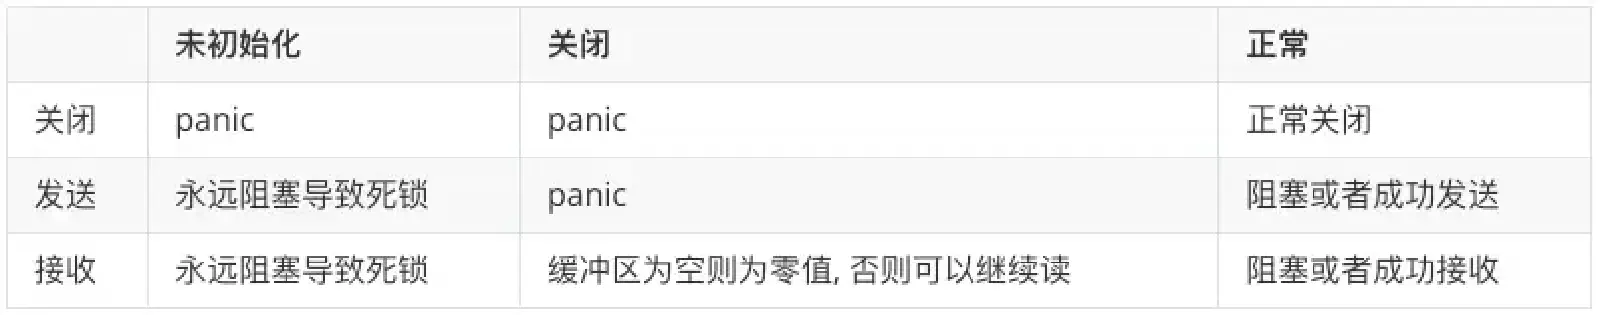 未初始化 关闭 正常
关闭 panic panic 正常关闭
发送 永远阻塞导致死锁 panic 阻塞或者成功发送
接收 永远阻塞导致死锁 缓冲区为空则为零值, 否则可以继续读 阻塞或者成功接收